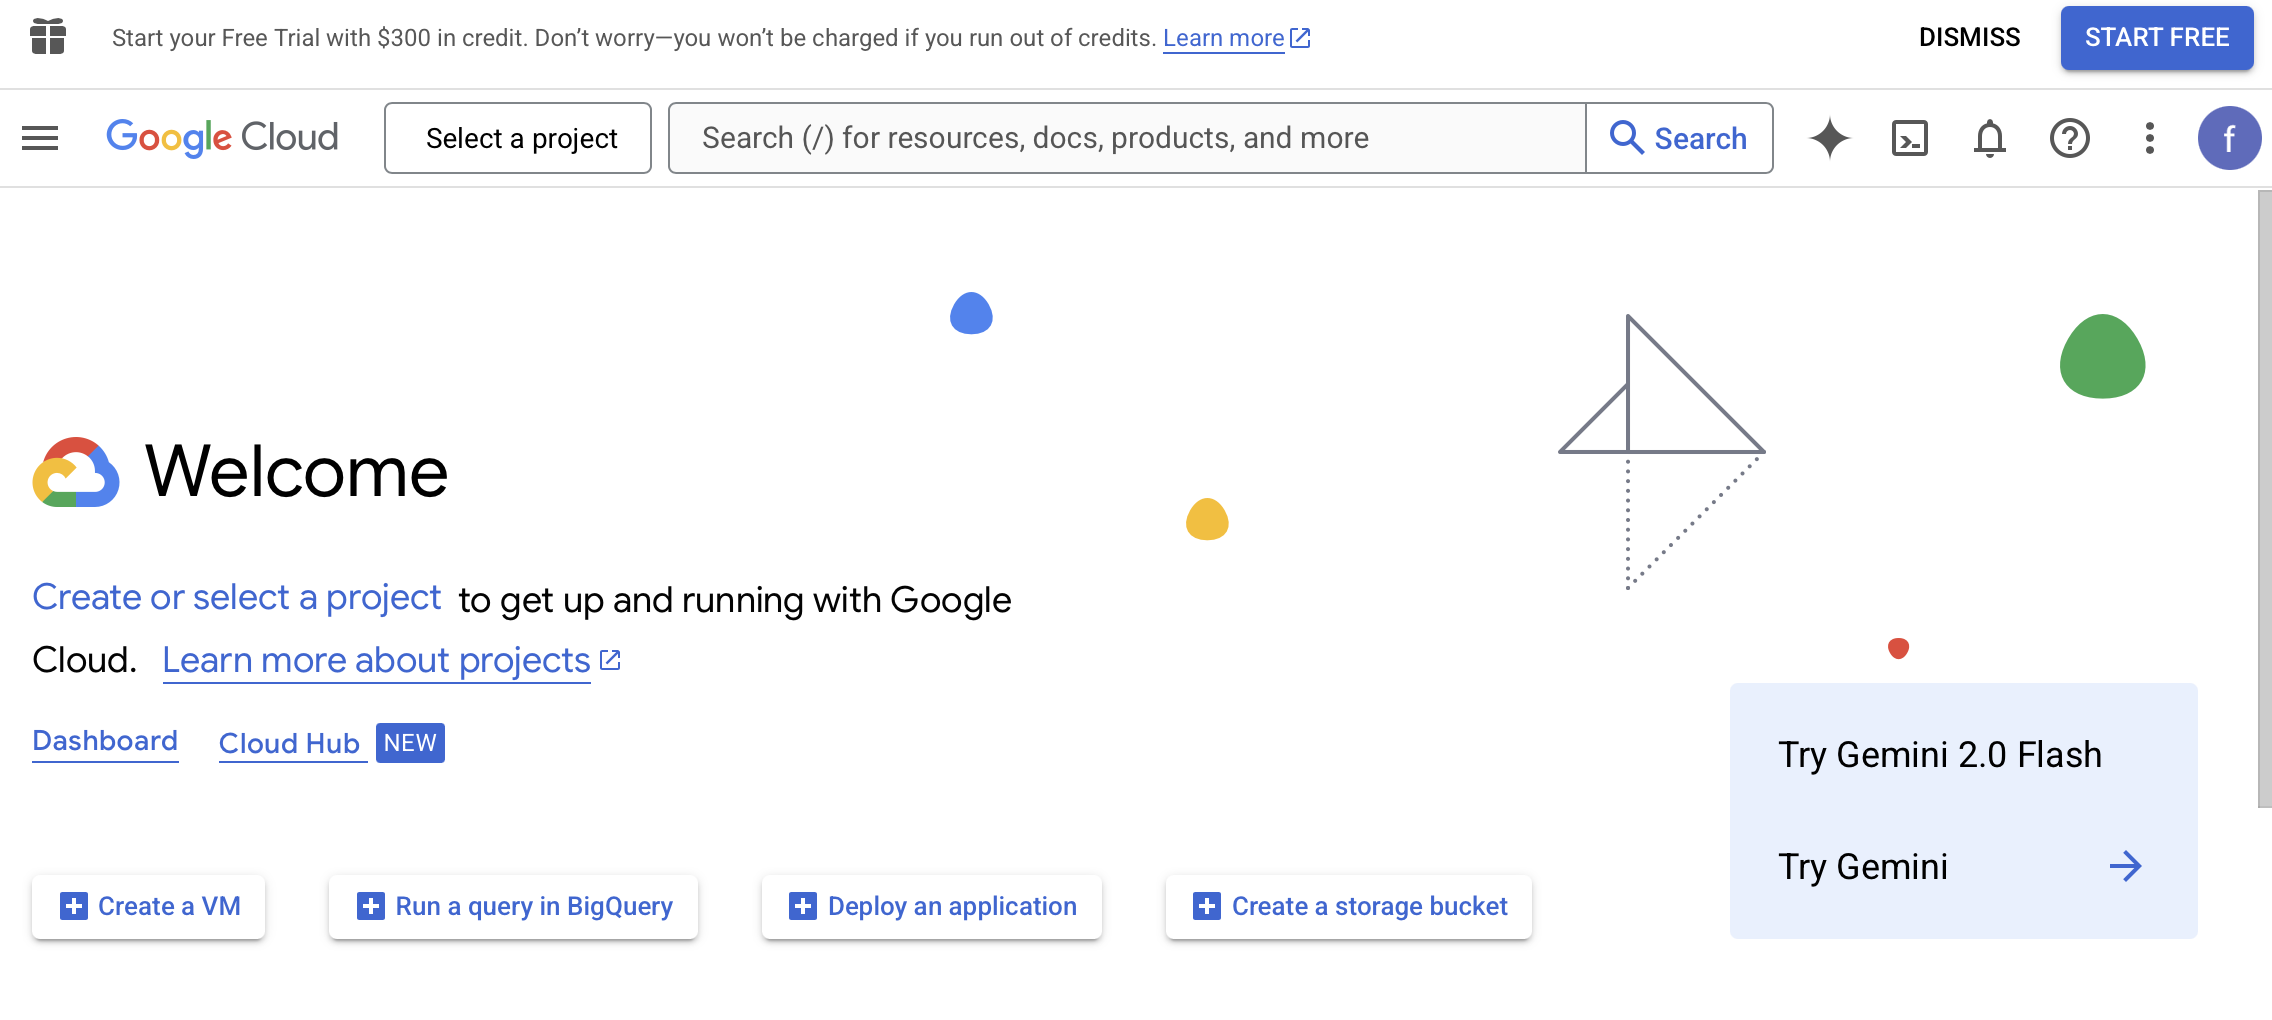 Start your Free Trial with $300 in credit. Don’t worry—you won’t be charged if you run out of credits. Learn more
DISMISS
START FREE
Google Cloud
Select a project
Search (/) for resources, docs, products, and more
Search
f
Welcome
Create or select a project to get up and running with Google
Cloud. Learn more about projects
Dashboard
Cloud Hub NEW
Try Gemini 2.0 Flash
Try Gemini
Create a VM
Run a query in BigQuery
Deploy an application
Create a storage bucket